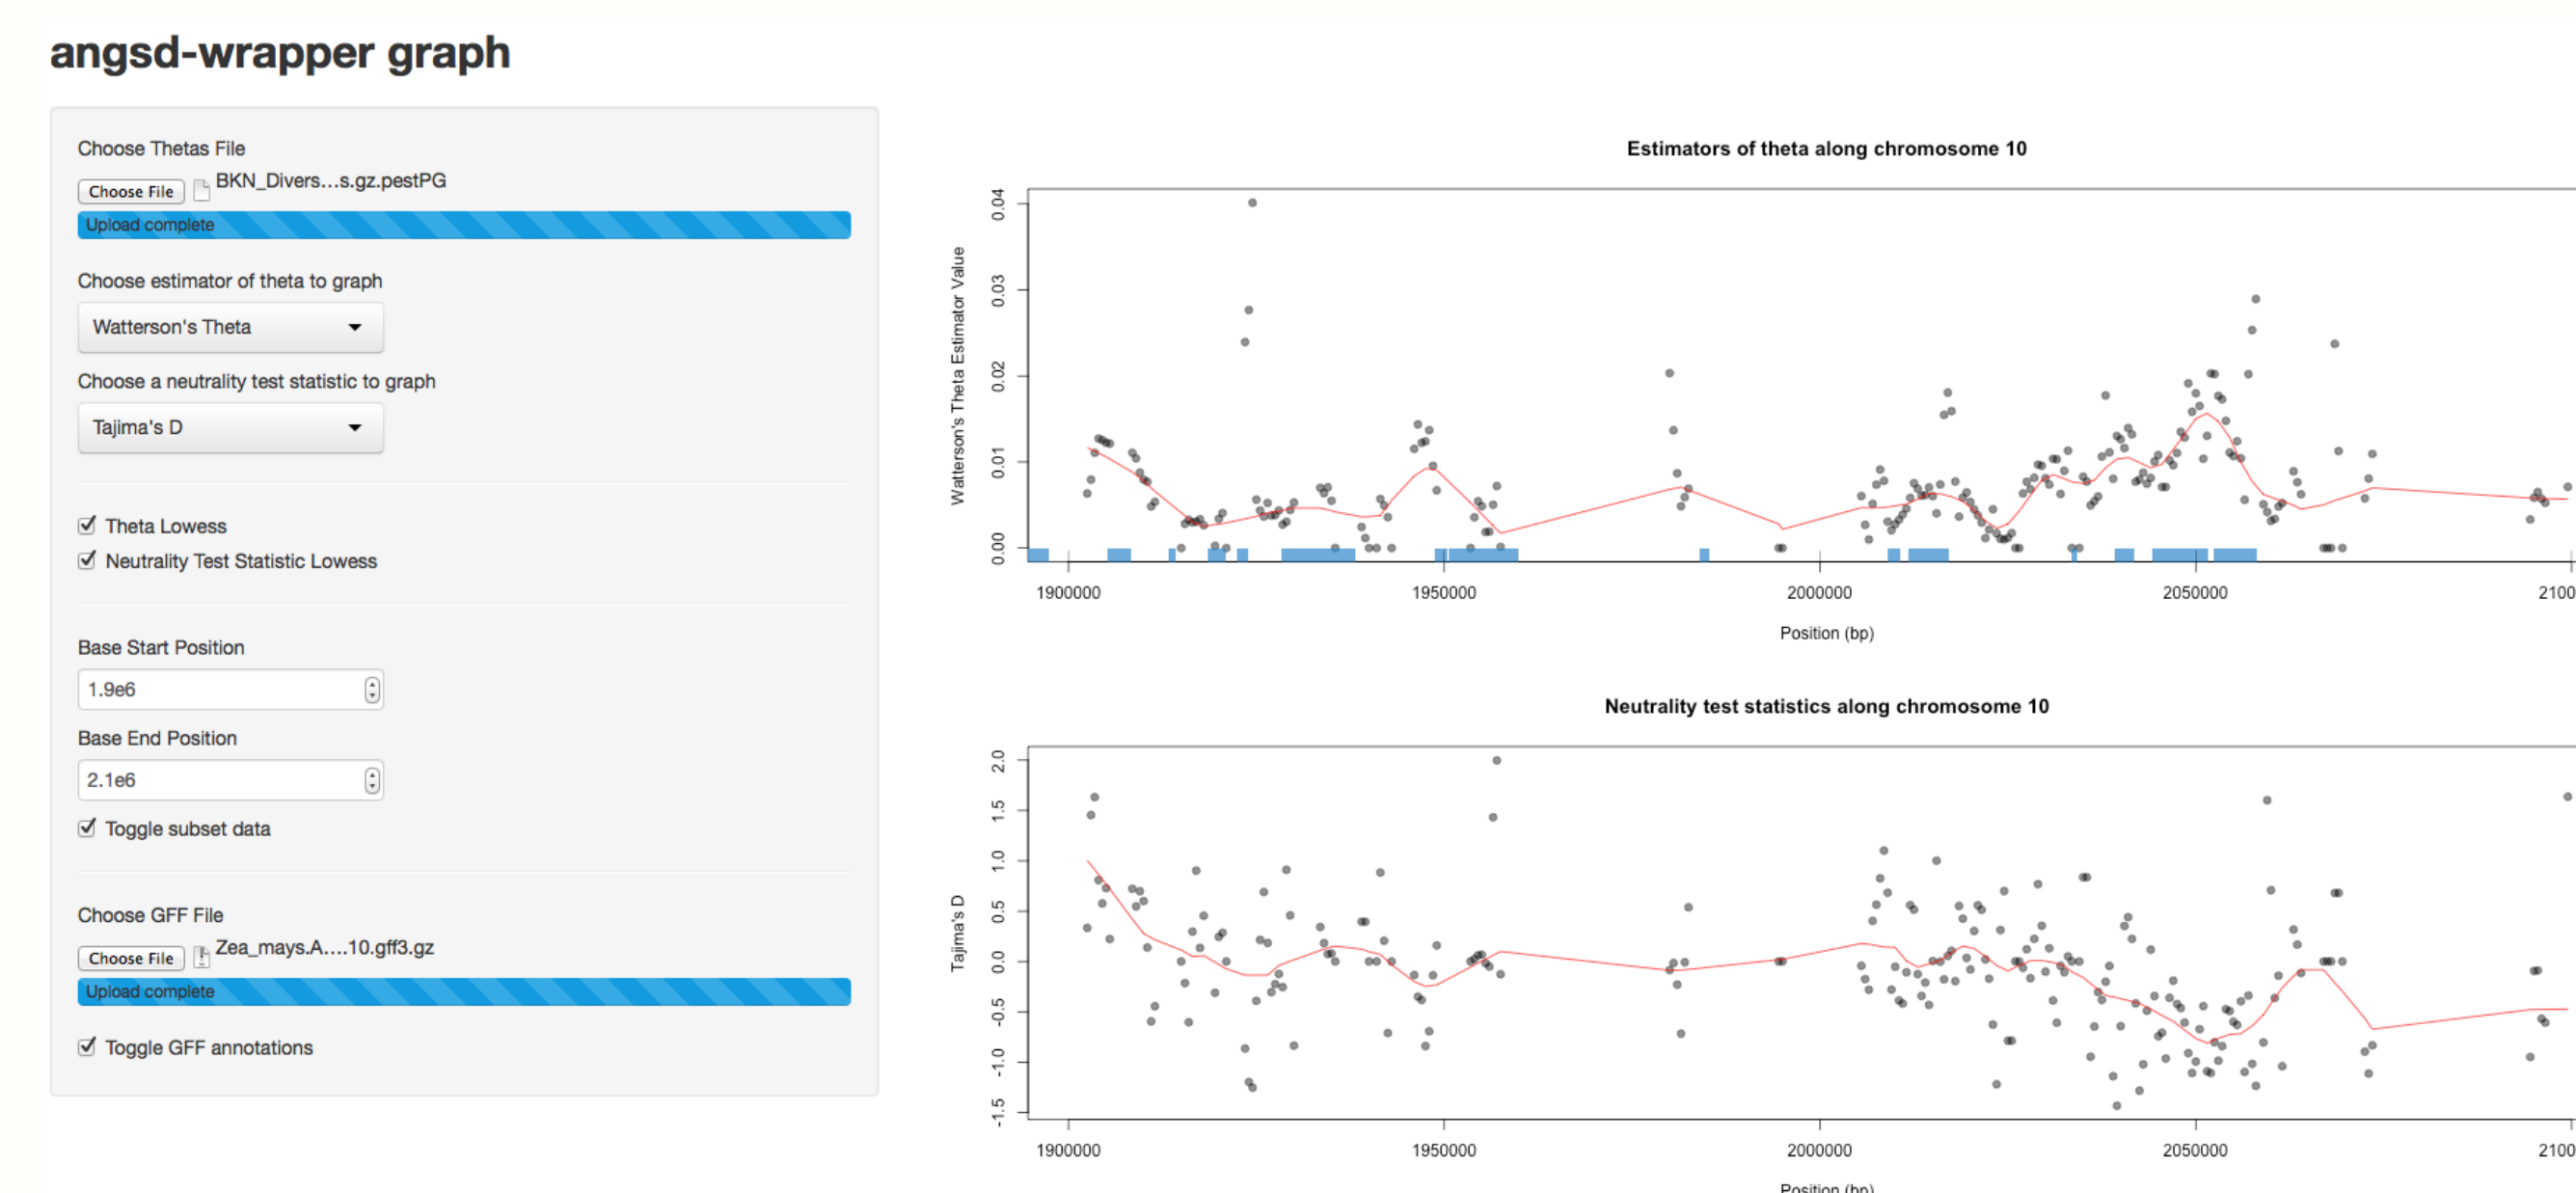 angsd-wrapper graph
Choose Thetas File
Choose File BKN_Divers...s.gz.pestPG
Upload complete
Choose estimator of theta to graph
Watterson's Theta
Choose a neutrality test statistic to graph
Tajima's D
Theta Lowess
Neutrality Test Statistic Lowess
Base Start Position
1.9e6
Base End Position
2.1e6
Toggle subset data
Choose GFF File
Choose File Zea_mays.A....10.gff3.gz
Upload complete
Toggle GFF annotations
Estimators of theta along chromosome 10
Watterson's Theta Estimator Value
0.04
0.03
0.02
0.01
0.00
1900000 1950000 2000000 2050000 2100
Position (bp)
Neutrality test statistics along chromosome 10
Tajima's D
2.0
1.5
1.0
0.5
0.0
-0.5
-1.0
-1.5
1900000 1950000 2000000 2050000 2100
Position (bp)